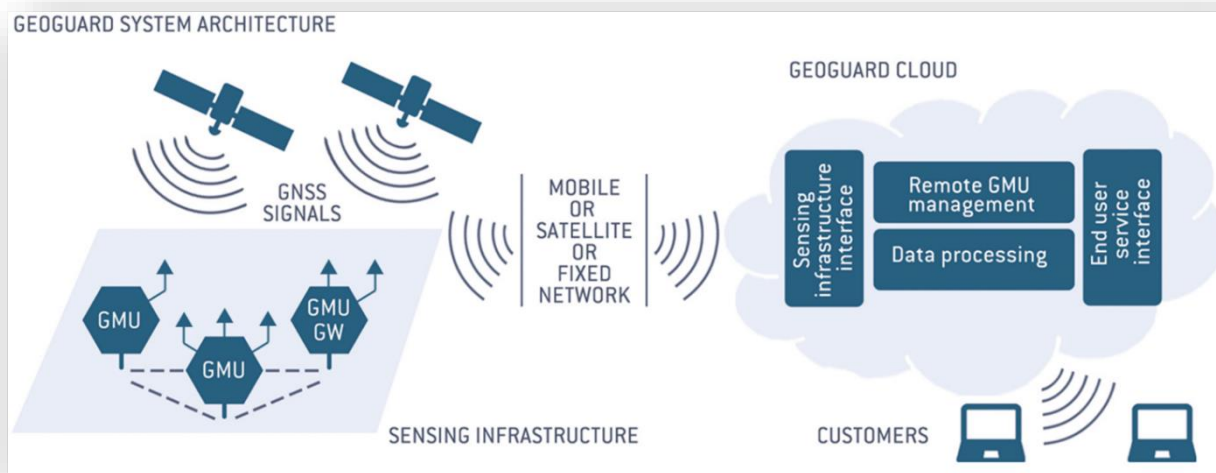 GEOGUARD SYSTEM ARCHITECTURE
GNSS
SIGNALS
GMU
GMU
GMU
GW
SENSING INFRASTRUCTURE
MOBILE
OR
SATELLITE
OR
FIXED
NETWORK
GEOGUARD CLOUD
Sensing
infrastructure
interface
Remote GMU
management
Data processing
End user
service
interface
CUSTOMERS